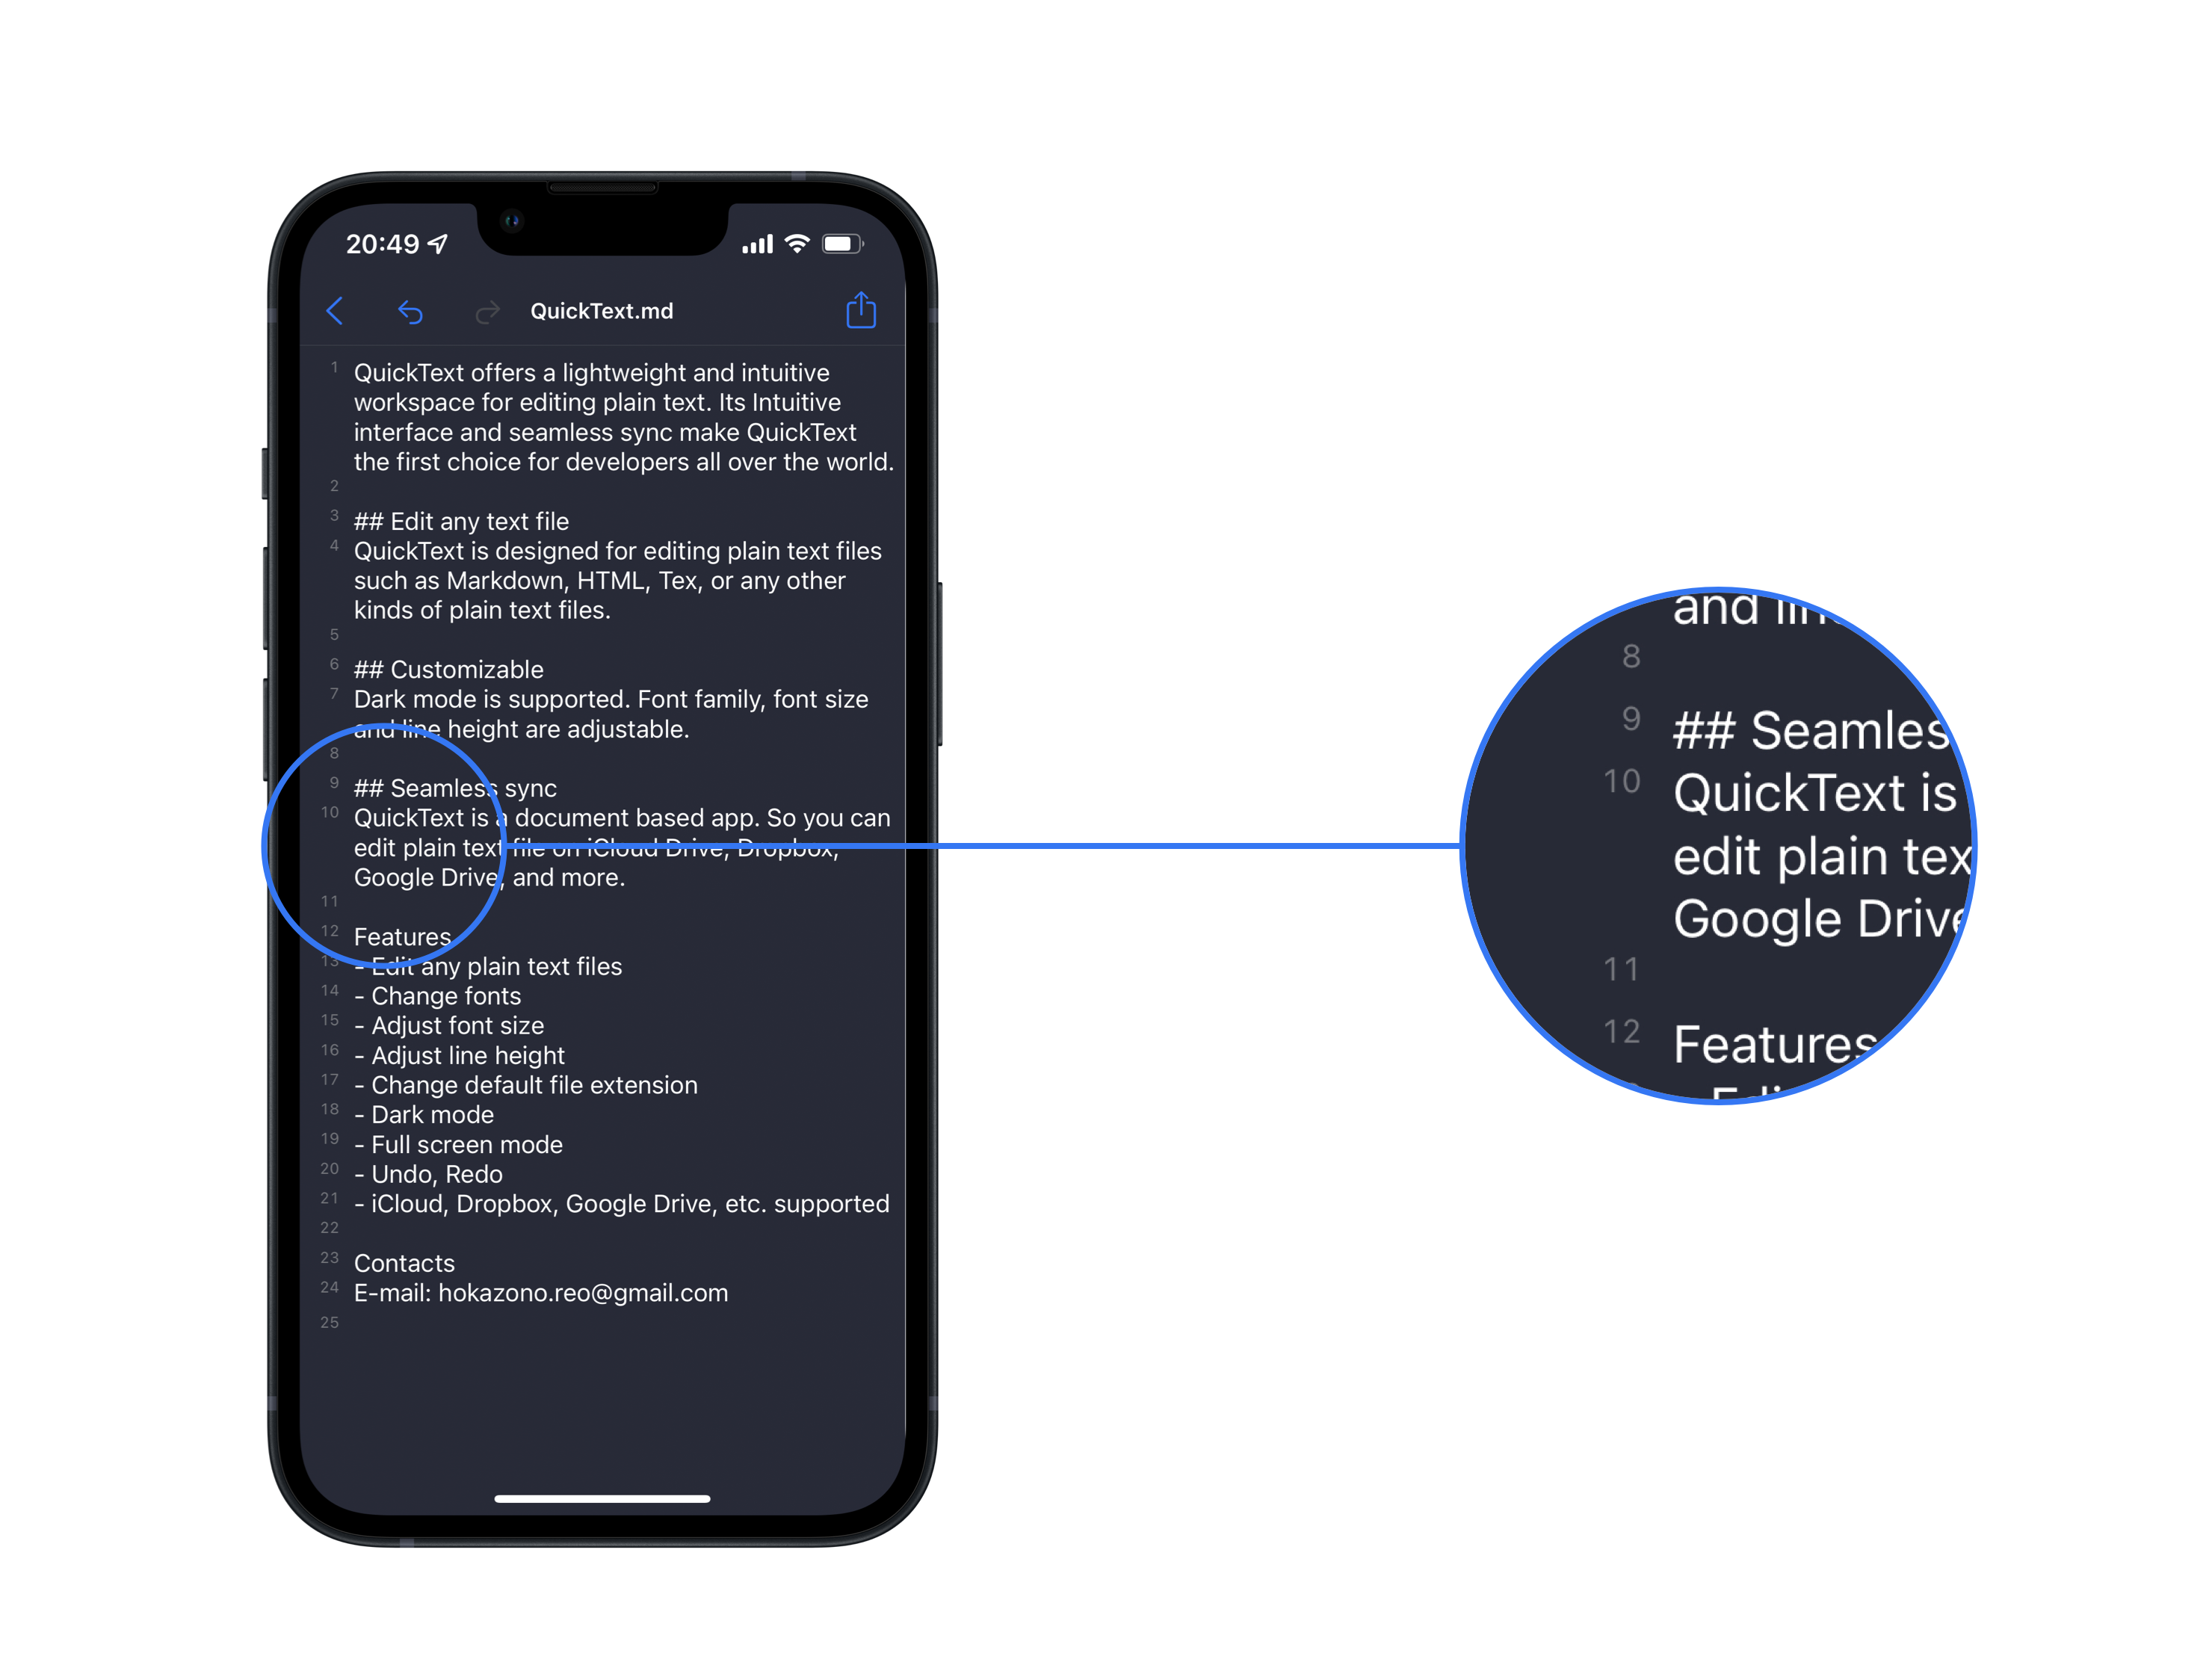 20:49
QuickText.md
1 QuickText offers a lightweight and intuitive
workspace for editing plain text. Its Intuitive
interface and seamless sync make QuickText
the first choice for developers all over the world.
2
3 ## Edit any text file
4 QuickText is designed for editing plain text files
such as Markdown, HTML, Tex, or any other
kinds of plain text files.
5
6 ## Customizable
7 Dark mode is supported. Font family, font size
and line height are adjustable.
8
9 ## Seamless sync
10 QuickText is a document based app. So you can
edit plain text file on iCloud Drive, Dropbox,
Google Drive, and more.
11
12 Features
13 - Edit any plain text files
14 - Change fonts
15 - Adjust font size
16 - Adjust line height
17 - Change default file extension
18 - Dark mode
19 - Full screen mode
20 - Undo, Redo
21 - iCloud, Dropbox, Google Drive, etc. supported
22
23 Contacts
24 E-mail: hokazono.reo@gmail.com
25
and lin
8
9 ## Seamles
10 QuickText is
edit plain tex
Google Drive
11
12 Features
- Edi